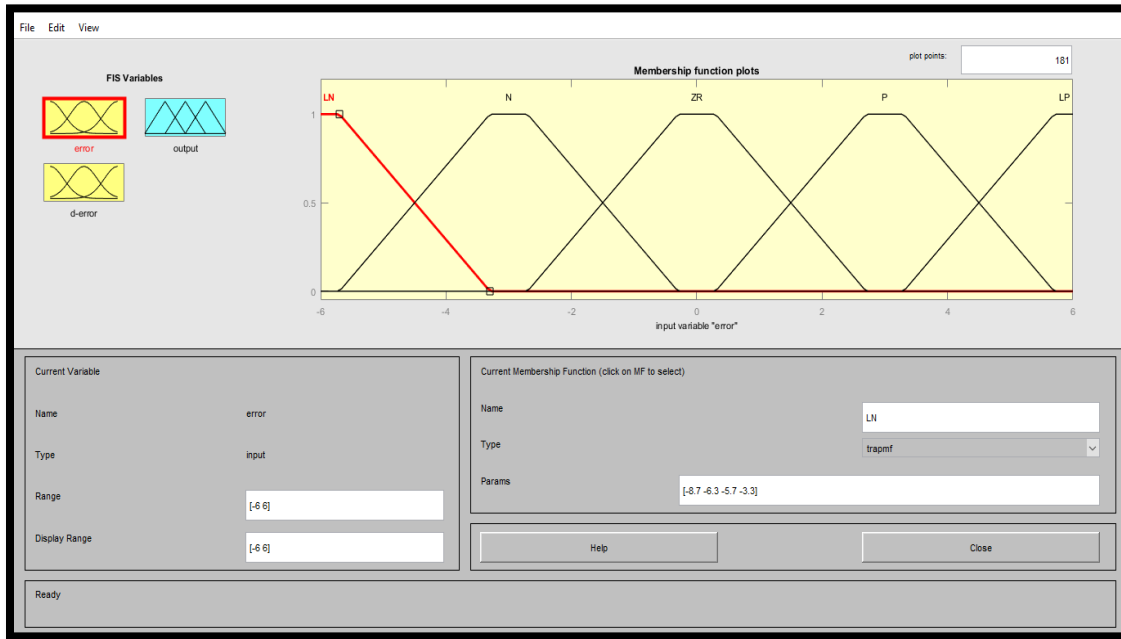 File Edit View
FIS Variables
error
output
d-error
plot points:
181
Membership function plots
LN N ZR P LP
1
0.5
0
-6 -4 -2 0 2 4 6
input variable "error"
Current Variable
Name error
Type input
Range [-6 6]
Display Range [-6 6]
Current Membership Function (click on MF to select)
Name LN
Type trapmf
Params [-8.7 -6.3 -5.7 -3.3]
Help Close
Ready